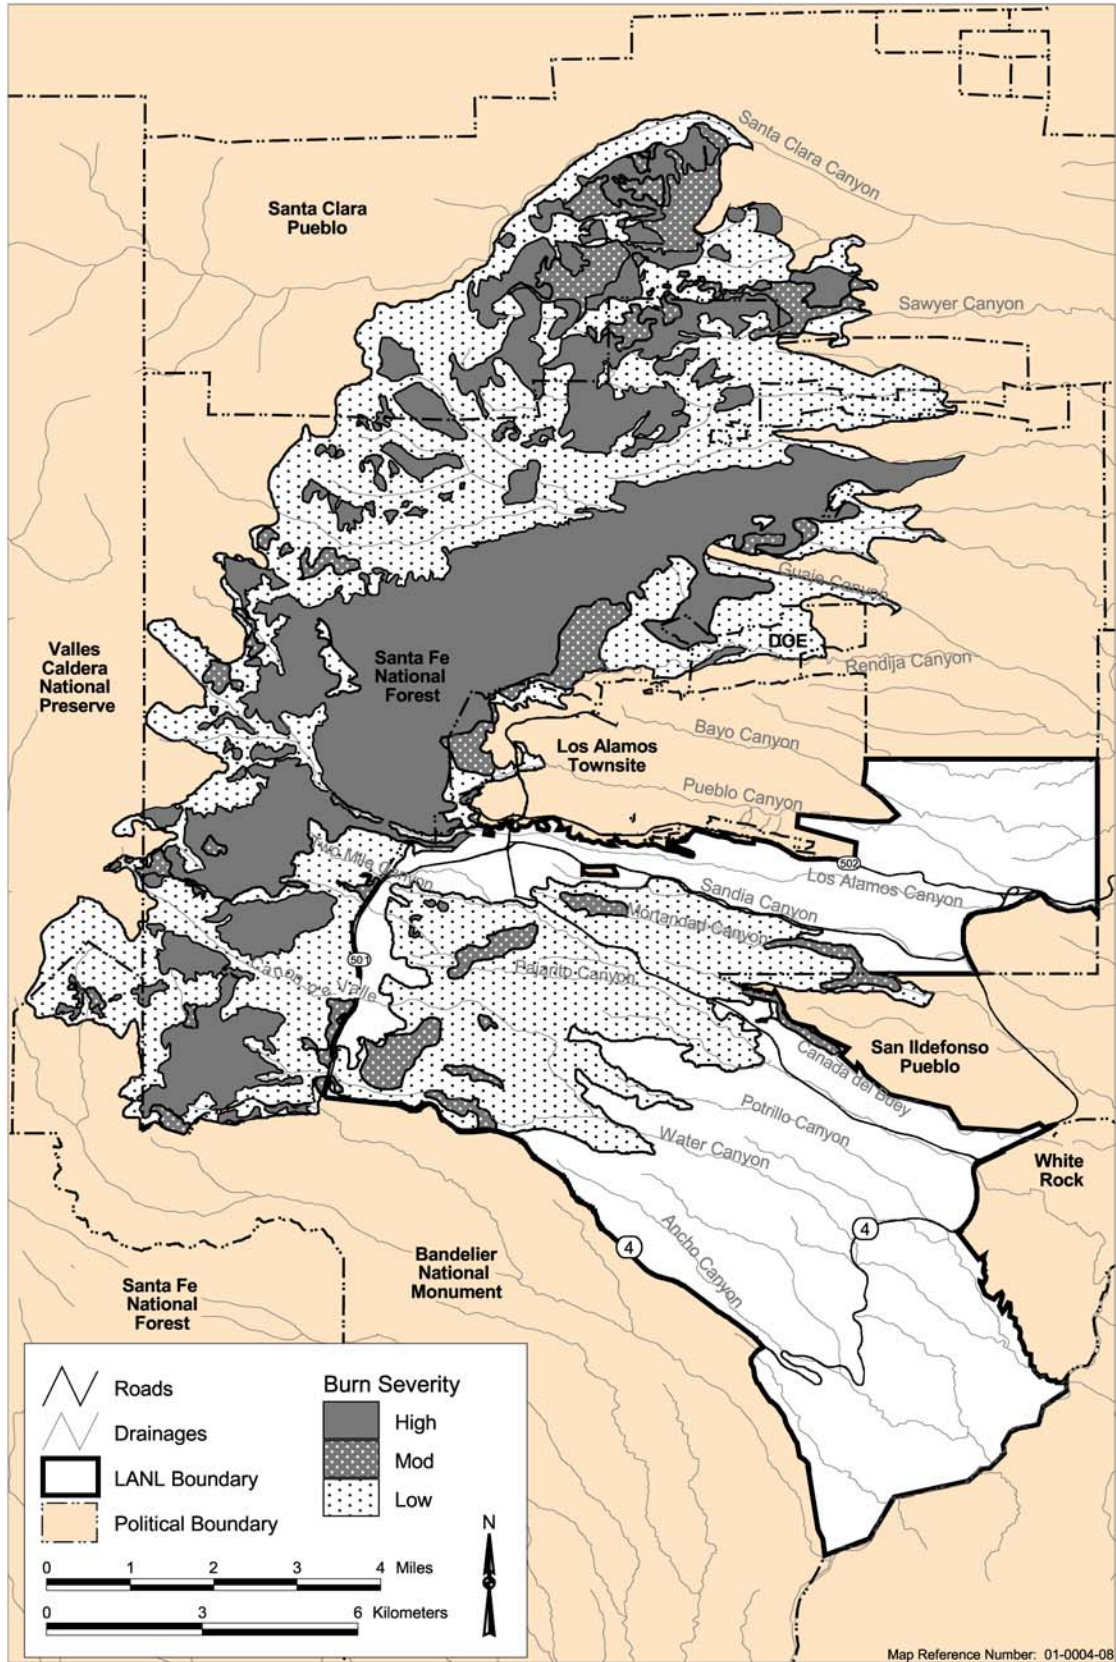 Santa Clara Canyon
Santa Clara
Pueblo
Sawyer Canyon
Guaje Canyon
DOE
Valles
Caldera
National
Preserve
Santa Fe
National
Forest
Rendija Canyon
Bayo Canyon
Los Alamos
Townsite
Pueblo Canyon
502
Two Mile Canyon
Los Alamos Canyon
Sandia Canyon
Mortandad Canyon
501
Pajarito Canyon
Canon de Valle
San Ildefonso
Pueblo
Canada del Buey
Potrillo Canyon
Water Canyon
White
Rock
Ancho Canyon
4
4
Bandelier
National
Monument
Santa Fe
National
Forest
Roads
Drainages
LANL Boundary
Political Boundary
Burn Severity
High
Mod
Low
N
0 1 2 3 4 Miles
0 3 6 Kilometers
Map Reference Number: 01-0004-08